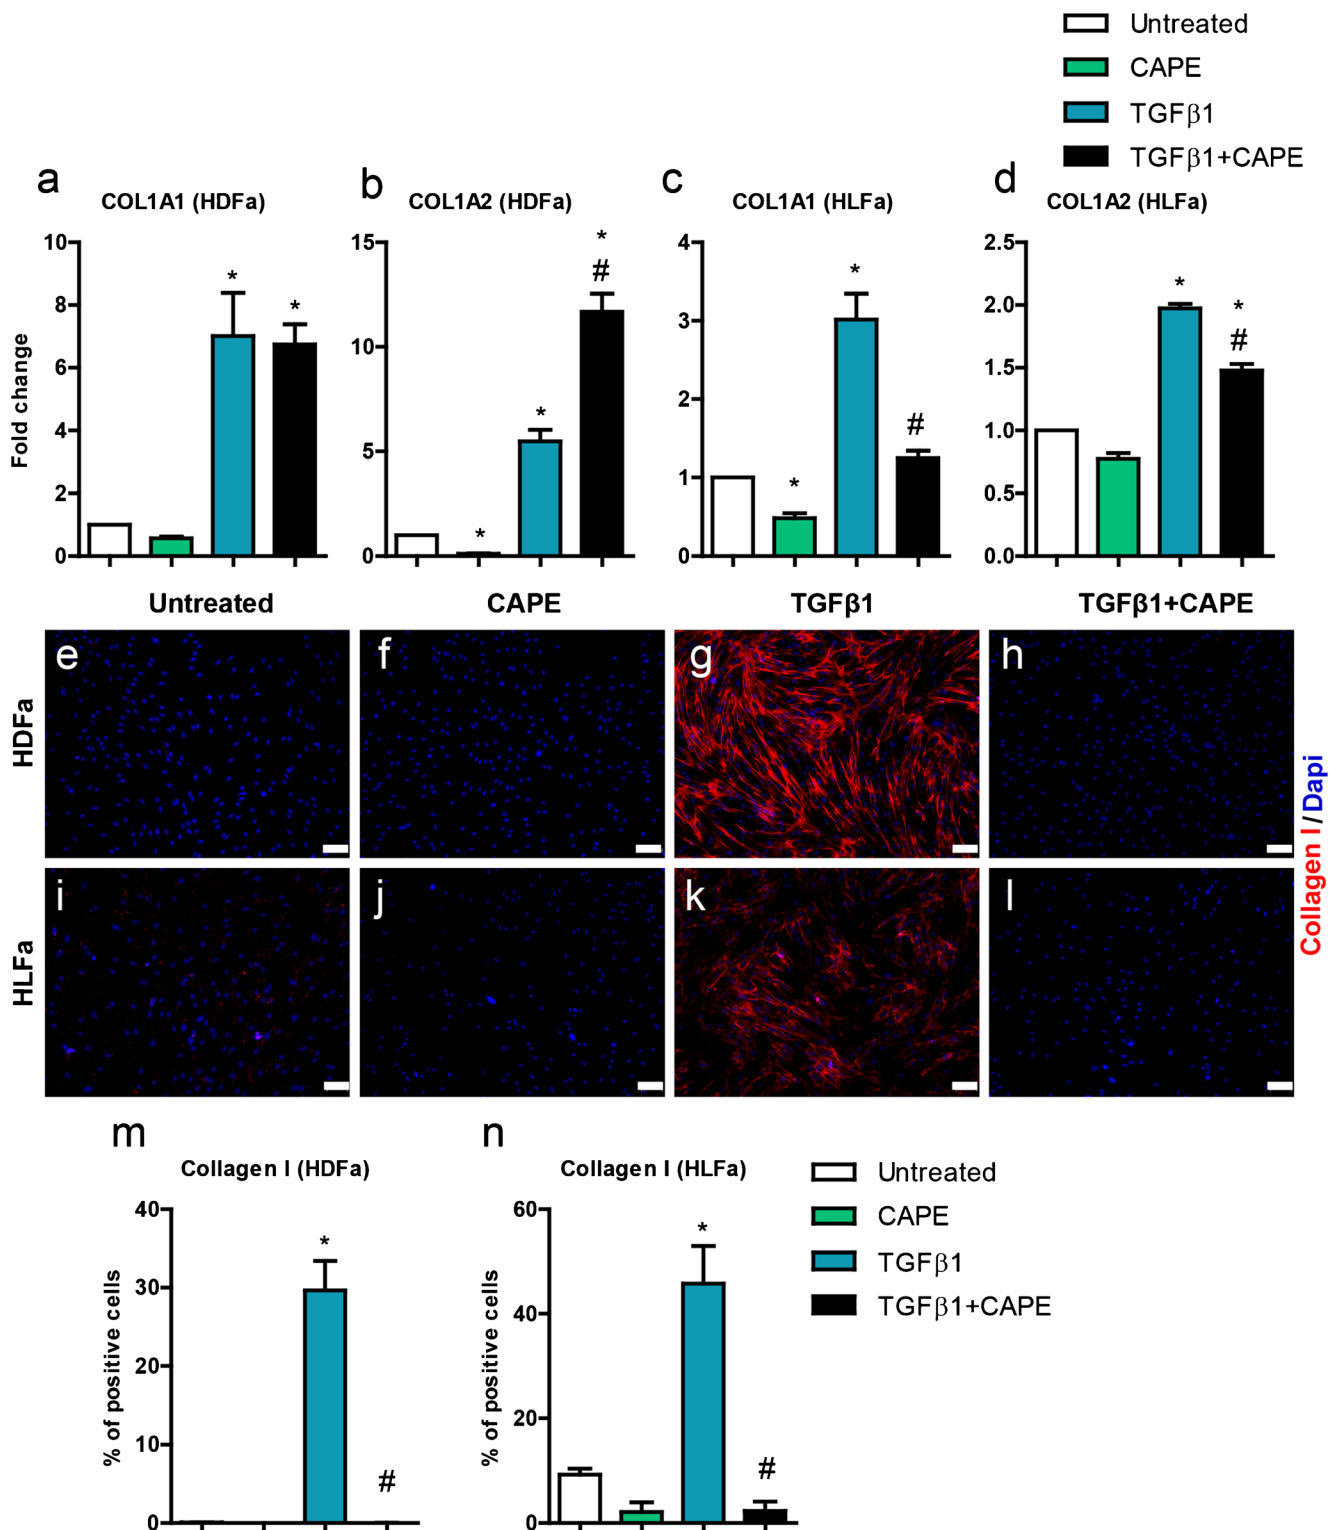 Untreated
CAPE
TGFβ1
TGFβ1+CAPE
a
b
c
d
COL1A1 (HDFa)
COL1A2 (HDFa)
COL1A1 (HLFa)
COL1A2 (HLFa)
Fold change
10
8
6
4
2
0
*
*
15
10
5
0
*
*
*
#
4
3
2
1
0
*
*
#
2.5
2.0
1.5
1.0
0.5
0.0
*
*
#
Untreated
CAPE
TGFβ1
TGFβ1+CAPE
HDFa
e
f
g
h
HLFa
i
j
k
l
Collagen I/Dapi
m
n
Collagen I (HDFa)
Collagen I (HLFa)
% of positive cells
40
30
20
10
0
*
#
% of positive cells
60
40
20
0
*
#
Untreated
CAPE
TGFβ1
TGFβ1+CAPE